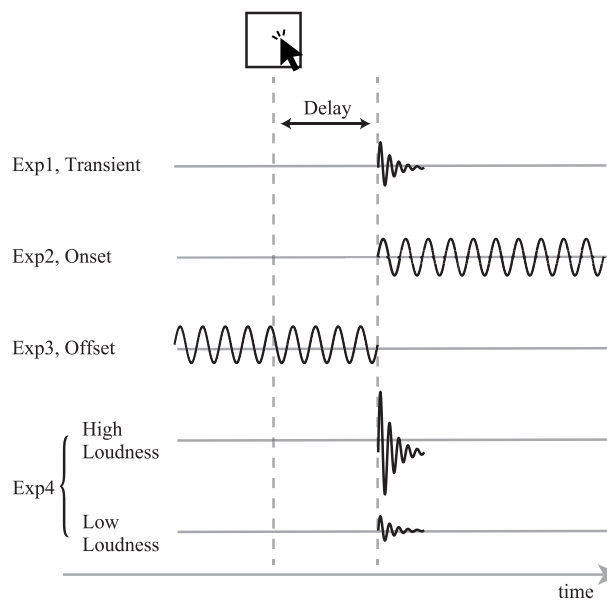 Delay
Exp1, Transient
Exp2, Onset
Exp3, Offset
High
Loudness
Exp4
Low
Loudness
time